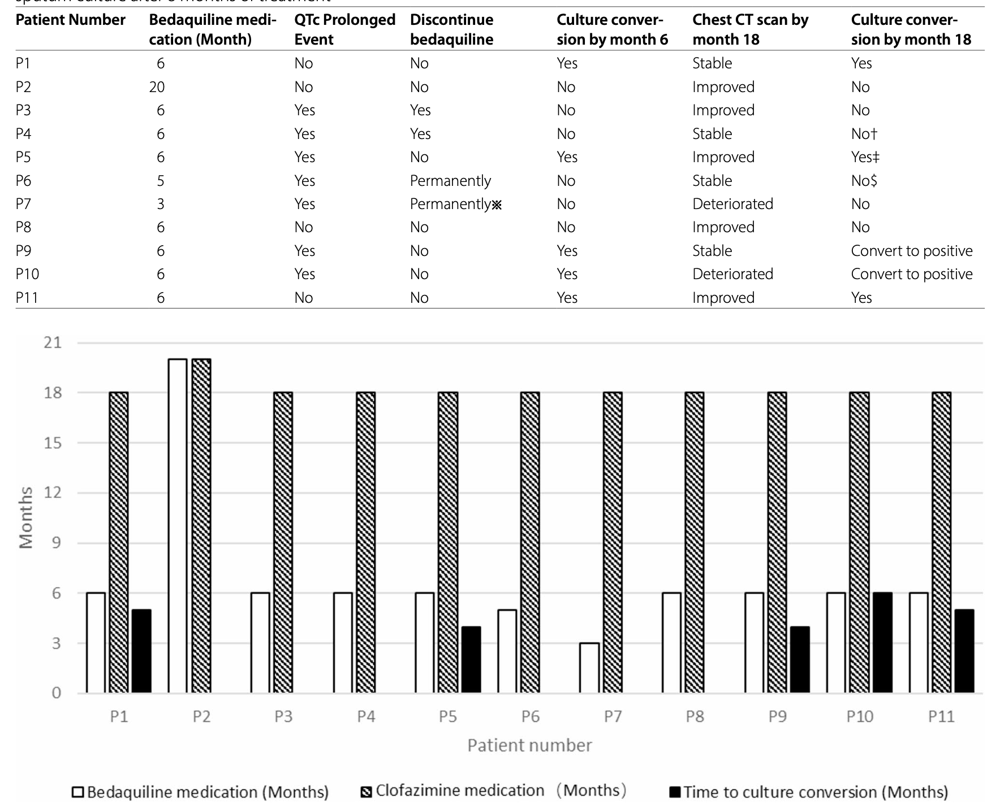 sputum culture after 6 months of treatment
Patient Number Bedaquiline medi- QTc Prolonged Discontinue Culture conver- Chest CT scan by Culture conver-
cation (Month) Event bedaquiline sion by month 6 month 18 sion by month 18
P1 6 No No Yes Stable Yes
P2 20 No No No Improved No
P3 6 Yes Yes No Improved No
P4 6 Yes Yes No Stable No†
P5 6 Yes No Yes Improved Yes‡
P6 5 Yes Permanently No Stable No$
P7 3 Yes Permanently※ No Deteriorated No
P8 6 No No No Improved No
P9 6 Yes No Yes Stable Convert to positive
P10 6 Yes No Yes Deteriorated Convert to positive
P11 6 No No Yes Improved Yes
21
18
15
12
9
6
3
0
Months
P1 P2 P3 P4 P5 P6 P7 P8 P9 P10 P11
Patient number
Bedaquiline medication (Months) Clofazimine medication （Months） Time to culture conversion (Months)